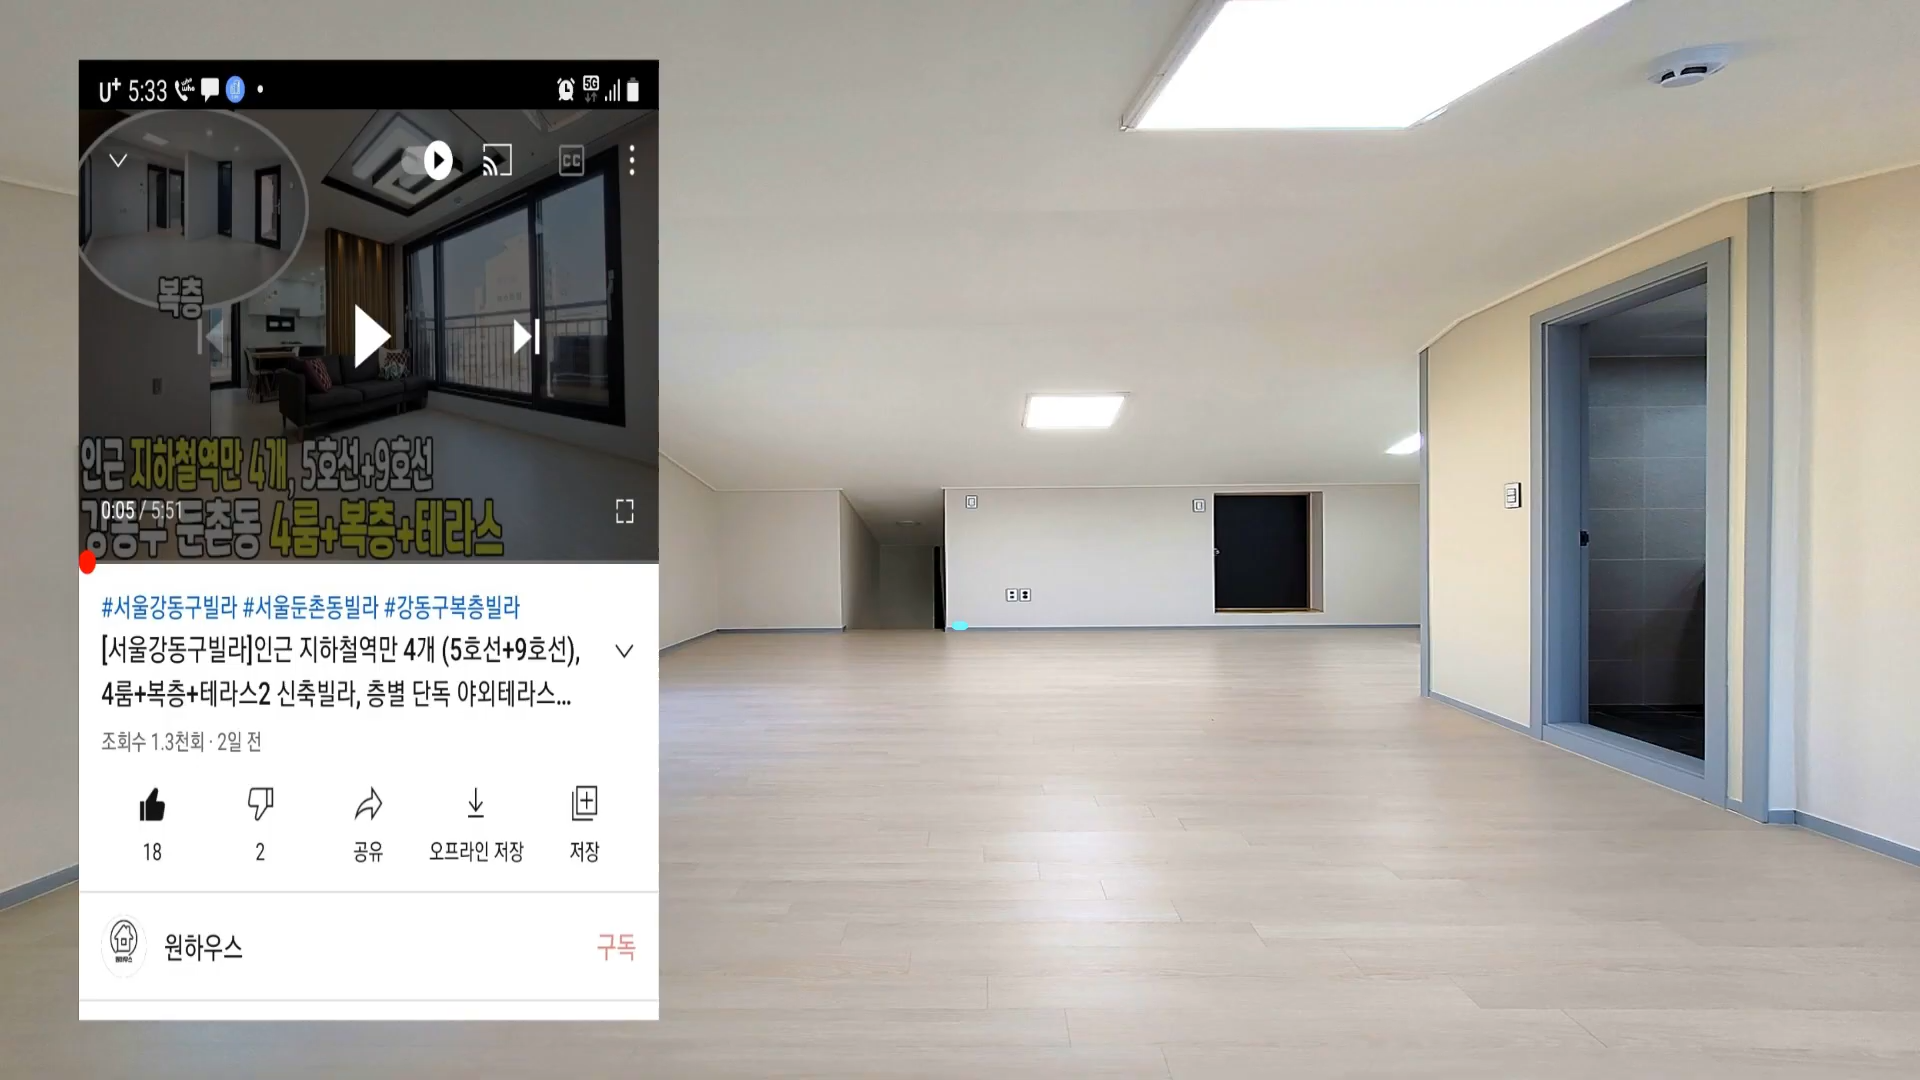 U+ 5:33
5G
CC
복층
인근 지하철역만 4개, 5호선+9호선
0:05 / 5:51
강동구 둔촌동 4룸+복층+테라스
#서울강동구빌라 #서울둔촌동빌라 #강동구복층빌라
[서울강동구빌라]인근 지하철역만 4개 (5호선+9호선),
4룸+복층+테라스2 신축빌라, 층별 단독 야외테라스...
조회수 1.3천회 · 2일 전
18 2 공유 오프라인 저장 저장
원하우스 구독